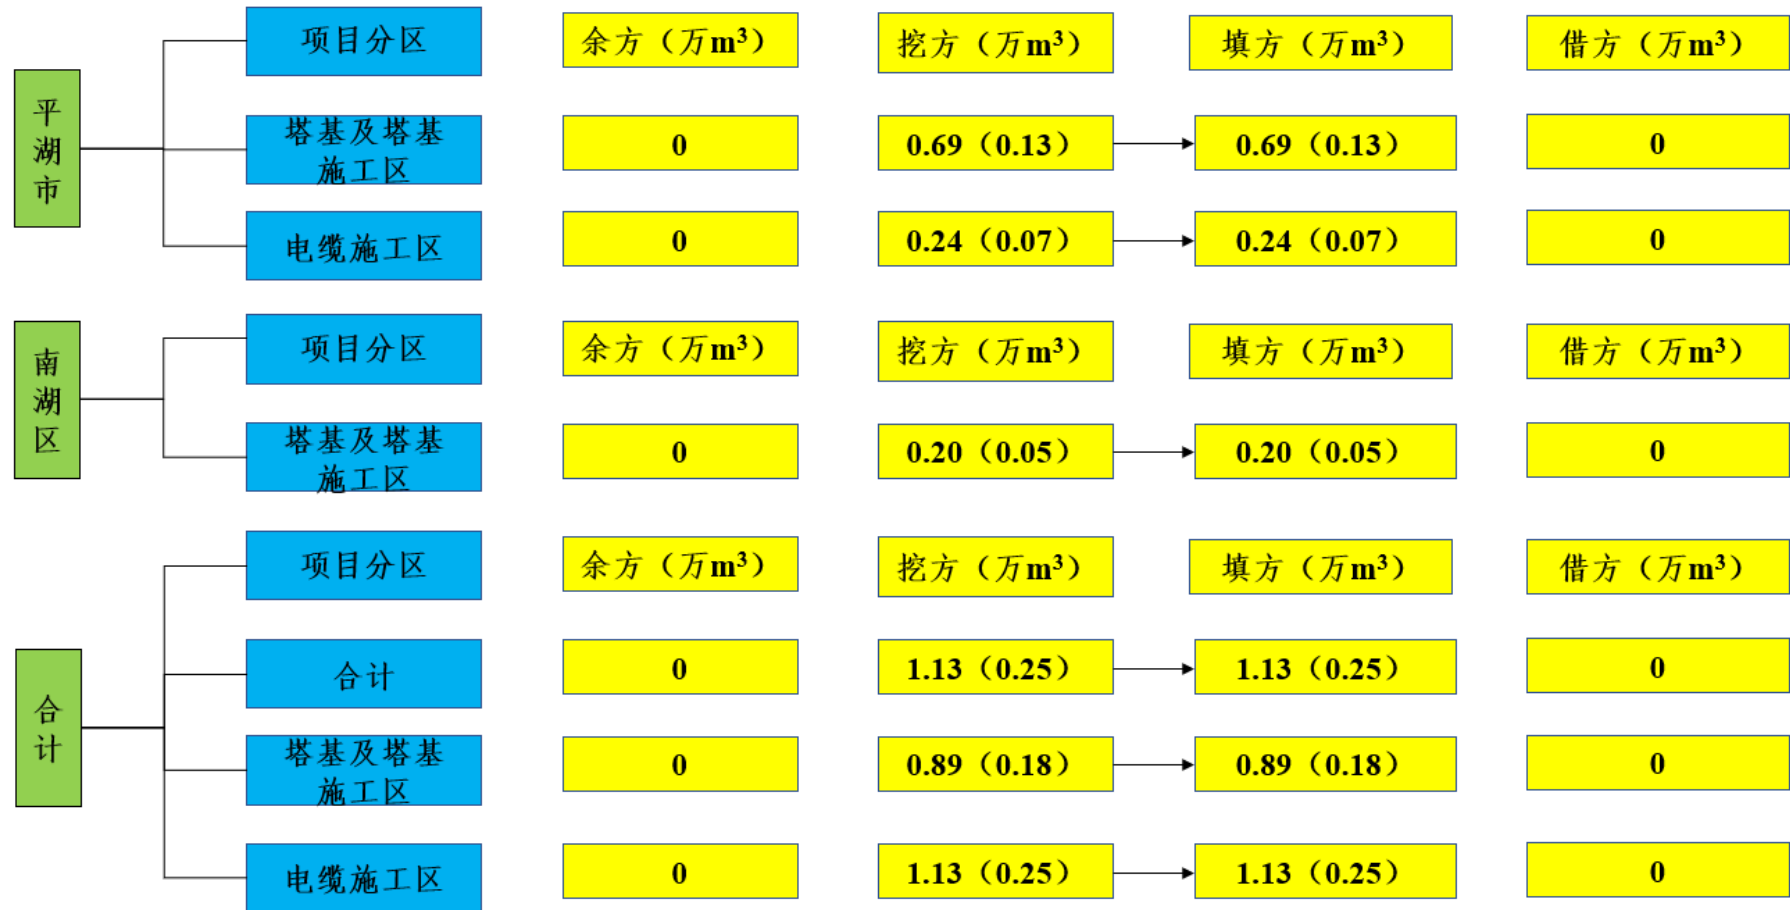 平湖市
项目分区
余方（万m³）
挖方（万m³）
填方（万m³）
借方（万m³）
塔基及塔基
施工区
0
0.69（0.13）
0.69（0.13）
0
电缆施工区
0
0.24（0.07）
0.24（0.07）
0
南湖区
项目分区
余方（万m³）
挖方（万m³）
填方（万m³）
借方（万m³）
塔基及塔基
施工区
0
0.20（0.05）
0.20（0.05）
0
合计
项目分区
余方（万m³）
挖方（万m³）
填方（万m³）
借方（万m³）
合计
0
1.13（0.25）
1.13（0.25）
0
塔基及塔基
施工区
0
0.89（0.18）
0.89（0.18）
0
电缆施工区
0
1.13（0.25）
1.13（0.25）
0